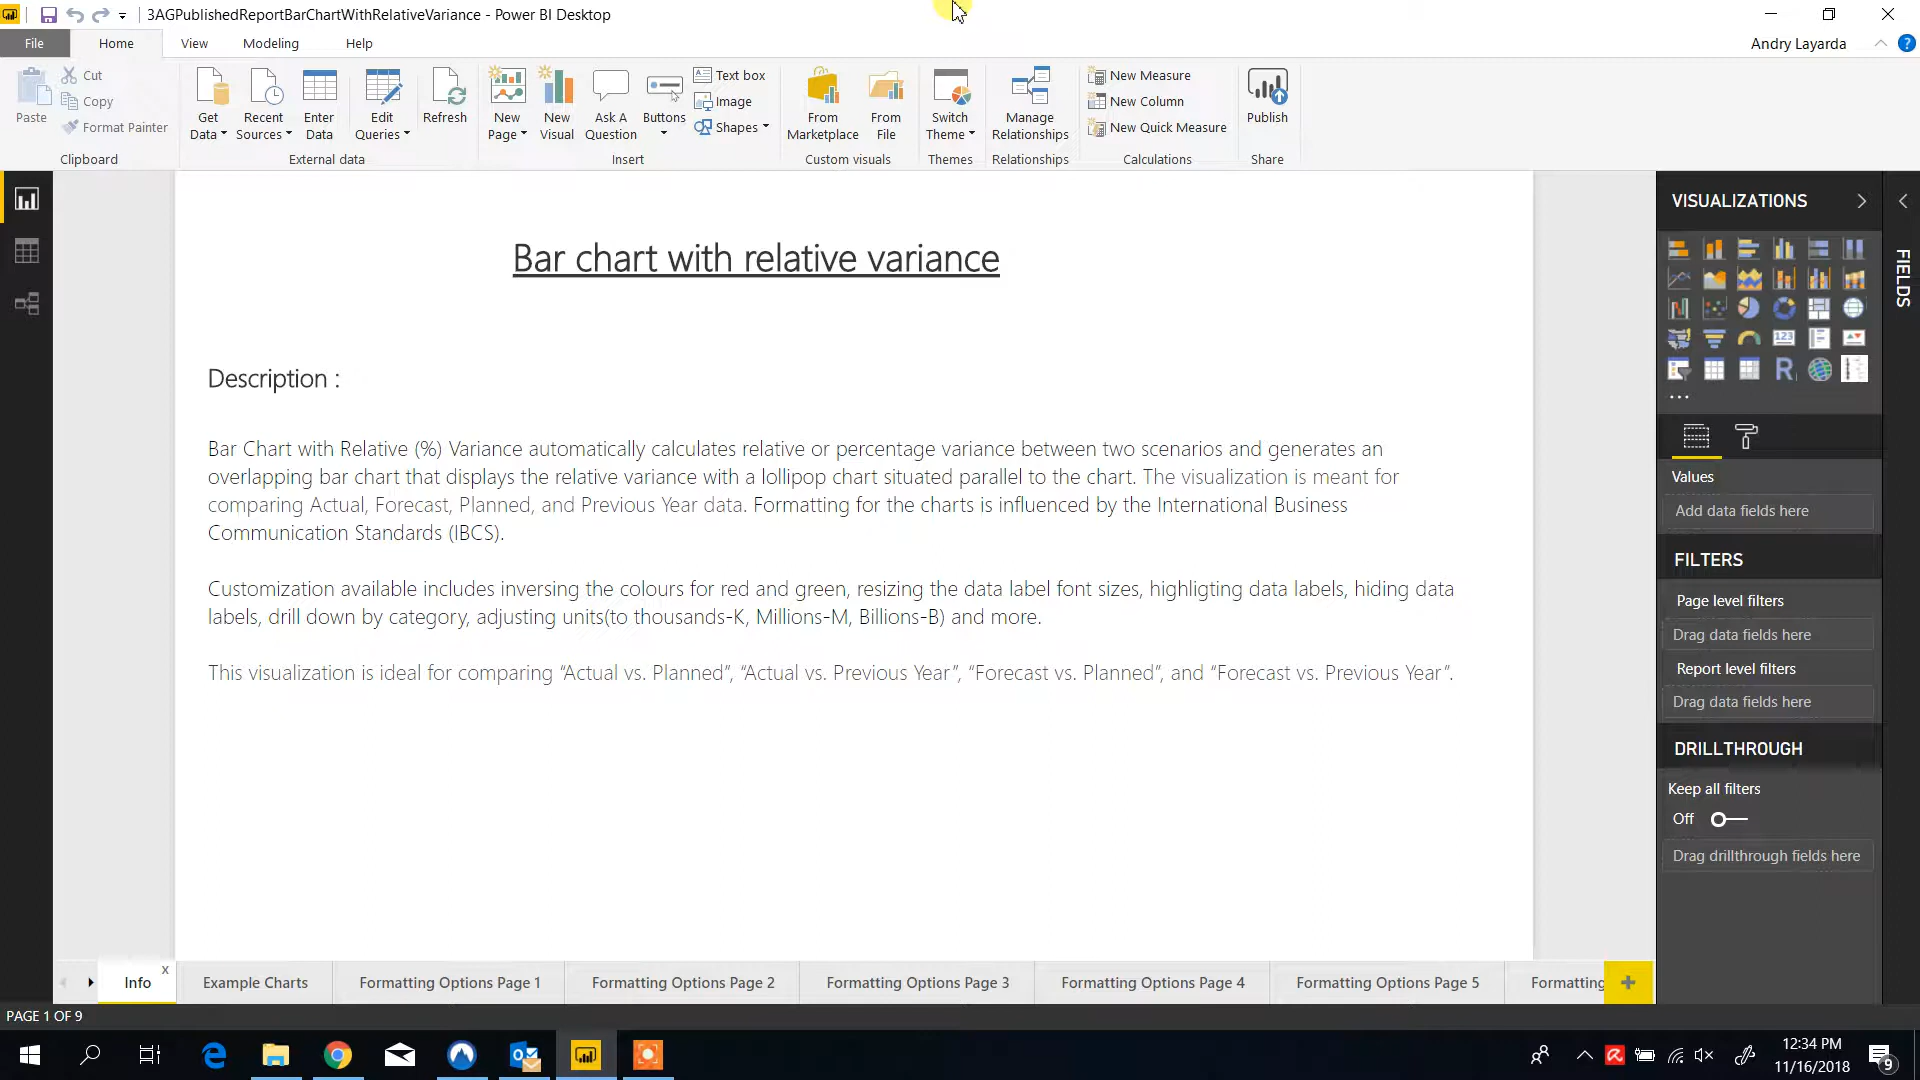 3AGPublishedReportBarChartWithRelativeVariance - Power BI Desktop
File
Home
View
Modeling
Help
Andry Layarda
?
Paste
Cut
Copy
Format Painter
Clipboard
Get
Data
Recent
Sources
Enter
Data
Edit
Queries
Refresh
External data
New
Page
New
Visual
Ask A
Question
Buttons
Text box
Image
Shapes
Insert
From
Marketplace
From
File
Custom visuals
Switch
Theme
Themes
Manage
Relationships
Relationships
New Measure
New Column
New Quick Measure
Calculations
Publish
Share
Bar chart with relative variance
Description :
Bar Chart with Relative (%) Variance automatically calculates relative or percentage variance between two scenarios and generates an
overlapping bar chart that displays the relative variance with a lollipop chart situated parallel to the chart. The visualization is meant for
comparing Actual, Forecast, Planned, and Previous Year data. Formatting for the charts is influenced by the International Business
Communication Standards (IBCS).
Customization available includes inversing the colours for red and green, resizing the data label font sizes, highligting data labels, hiding data
labels, drill down by category, adjusting units(to thousands-K, Millions-M, Billions-B) and more.
This visualization is ideal for comparing “Actual vs. Planned”, “Actual vs. Previous Year”, “Forecast vs. Planned”, and “Forecast vs. Previous Year”.
VISUALIZATIONS
FIELDS
123
R
...
Values
Add data fields here
FILTERS
Page level filters
Drag data fields here
Report level filters
Drag data fields here
DRILLTHROUGH
Keep all filters
Off
Drag drillthrough fields here
Info
x
Example Charts
Formatting Options Page 1
Formatting Options Page 2
Formatting Options Page 3
Formatting Options Page 4
Formatting Options Page 5
Formatting
+
PAGE 1 OF 9
12:34 PM
11/16/2018
9